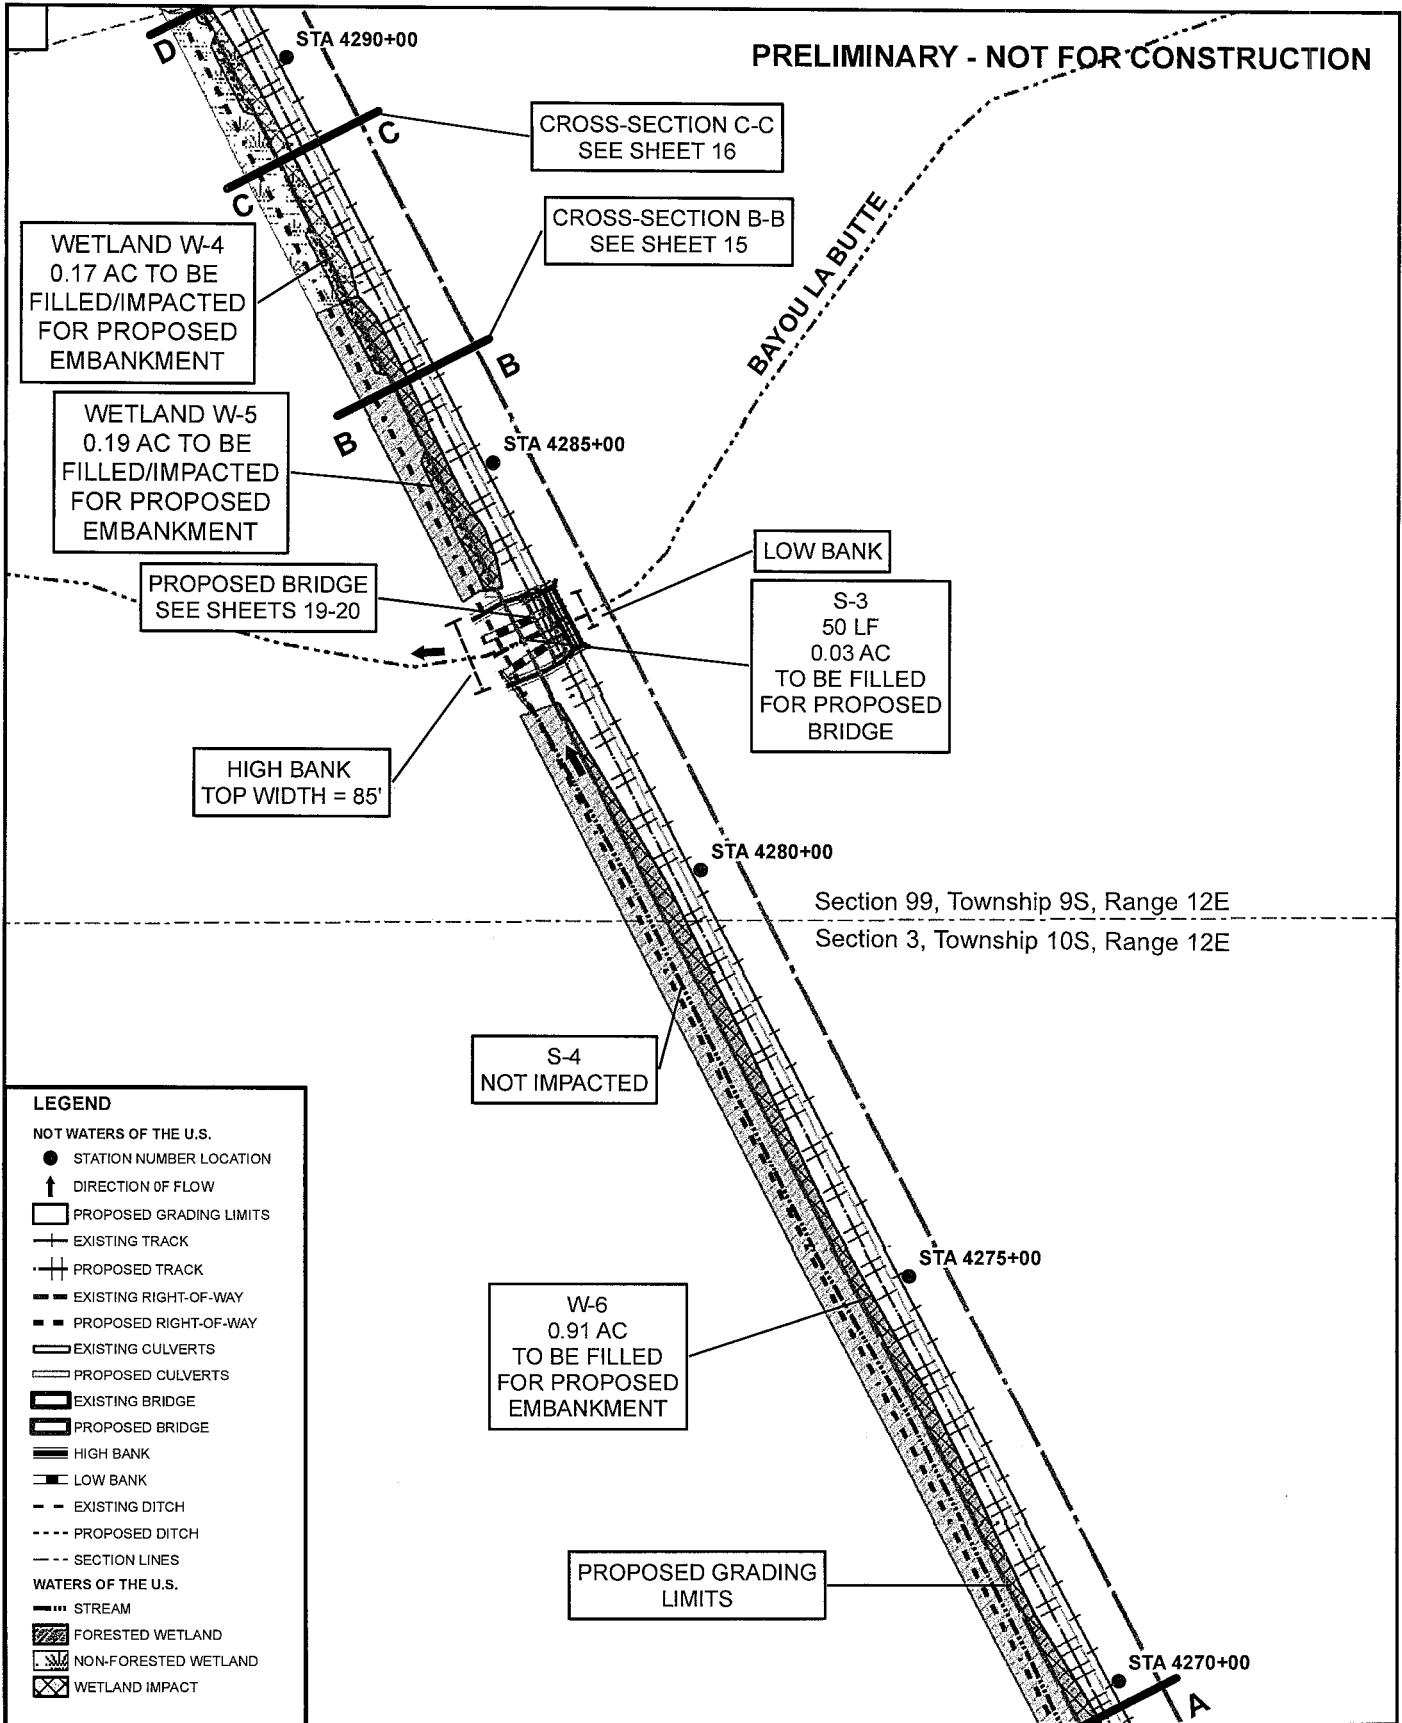 PRELIMINARY - NOT FOR CONSTRUCTION
D
STA 4290+00
CROSS-SECTION C-C
SEE SHEET 16
C
C
CROSS-SECTION B-B
SEE SHEET 15
WETLAND W-4
0.17 AC TO BE
FILLED/IMPACTED
FOR PROPOSED
EMBANKMENT
BAYOU LA BUTTE
B
B
WETLAND W-5
0.19 AC TO BE
FILLED/IMPACTED
FOR PROPOSED
EMBANKMENT
STA 4285+00
LOW BANK
PROPOSED BRIDGE
SEE SHEETS 19-20
S-3
50 LF
0.03 AC
TO BE FILLED
FOR PROPOSED
BRIDGE
HIGH BANK
TOP WIDTH = 85'
STA 4280+00
Section 99, Township 9S, Range 12E
Section 3, Township 10S, Range 12E
S-4
NOT IMPACTED
STA 4275+00
W-6
0.91 AC
TO BE FILLED
FOR PROPOSED
EMBANKMENT
PROPOSED GRADING
LIMITS
STA 4270+00
A
LEGEND
NOT WATERS OF THE U.S.
STATION NUMBER LOCATION
DIRECTION OF FLOW
PROPOSED GRADING LIMITS
EXISTING TRACK
PROPOSED TRACK
EXISTING RIGHT-OF-WAY
PROPOSED RIGHT-OF-WAY
EXISTING CULVERTS
PROPOSED CULVERTS
EXISTING BRIDGE
PROPOSED BRIDGE
HIGH BANK
LOW BANK
EXISTING DITCH
PROPOSED DITCH
SECTION LINES
WATERS OF THE U.S.
STREAM
FORESTED WETLAND
NON-FORESTED WETLAND
WETLAND IMPACT